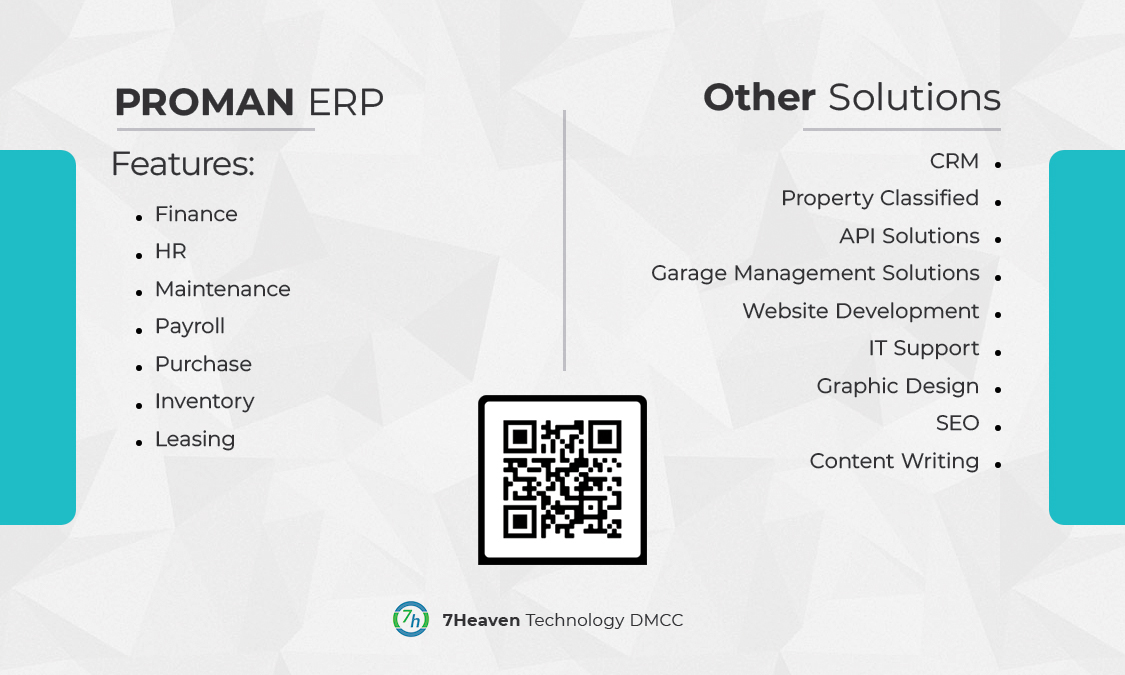 PROMAN ERP
Features:
Finance
HR
Maintenance
Payroll
Purchase
Inventory
Leasing
Other Solutions
CRM
Property Classified
API Solutions
Garage Management Solutions
Website Development
IT Support
Graphic Design
SEO
Content Writing
7h
7Heaven Technology DMCC